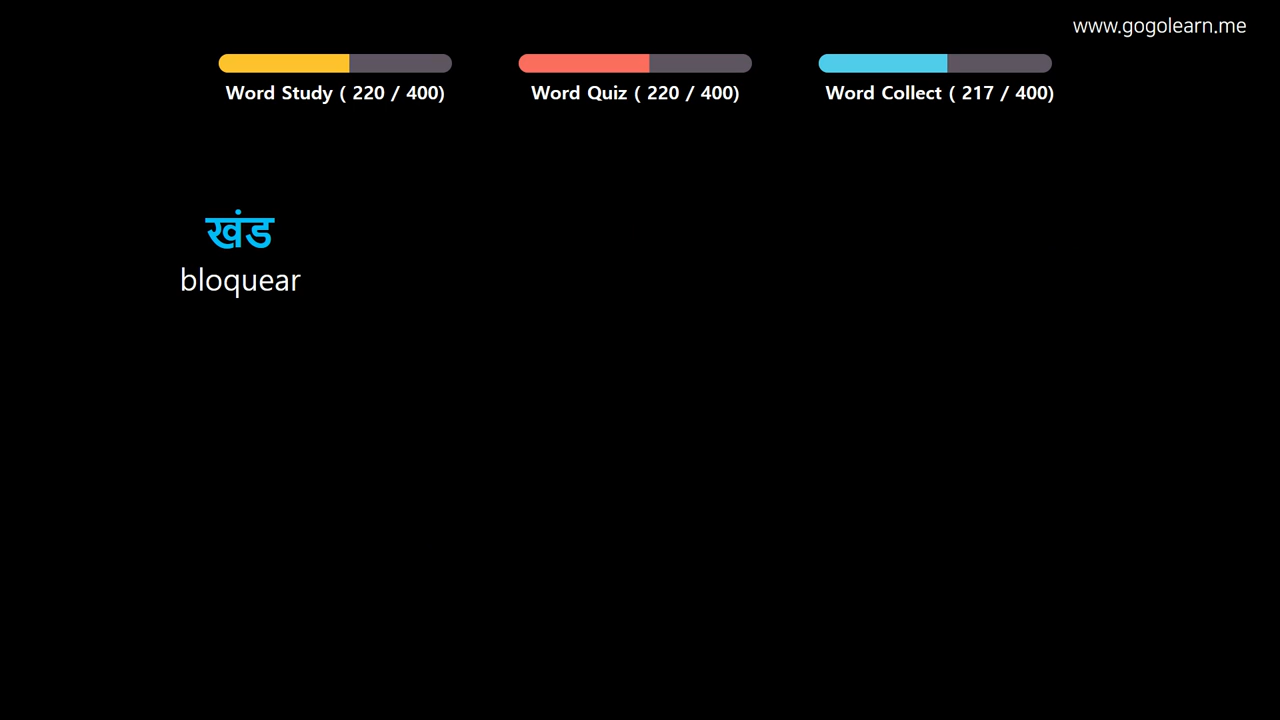 www.gogolearn.me
Word Study ( 220 / 400)
Word Quiz ( 220 / 400)
Word Collect ( 217 / 400)
खंड
bloquear